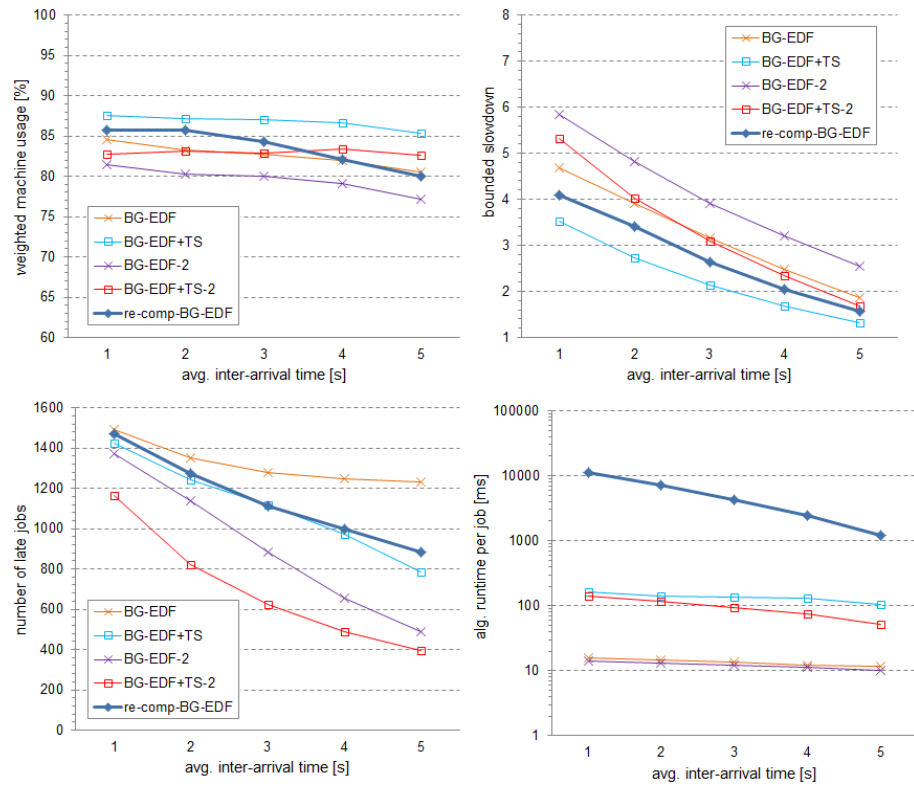 weighted machine usage [%]
100
95
90
85
80
75
70
65
60
BG-EDF
BG-EDF+TS
BG-EDF-2
BG-EDF+TS-2
re-comp-BG-EDF
1 2 3 4 5
avg. inter-arrival time [s]
bounded slowdown
8
7
6
5
4
3
2
1
BG-EDF
BG-EDF+TS
BG-EDF-2
BG-EDF+TS-2
re-comp-BG-EDF
1 2 3 4 5
avg. inter-arrival time [s]
number of late jobs
1600
1400
1200
1000
800
600
400
200
0
BG-EDF
BG-EDF+TS
BG-EDF-2
BG-EDF+TS-2
re-comp-BG-EDF
1 2 3 4 5
avg. inter-arrival time [s]
alg. runtime per job [ms]
100000
10000
1000
100
10
1
1 2 3 4 5
avg. inter-arrival time [s]